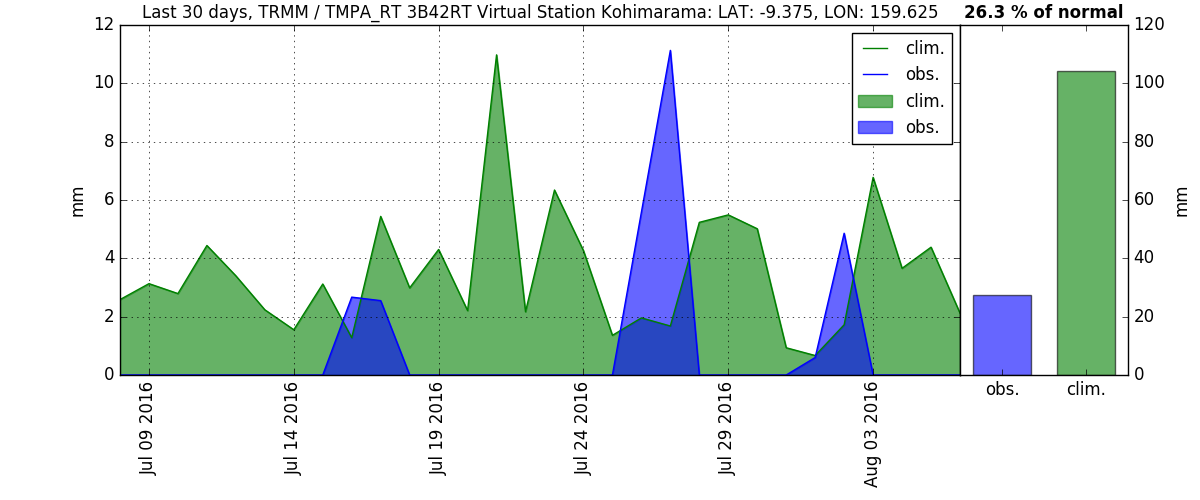 Last 30 days, TRMM / TMPA_RT 3B42RT Virtual Station Kohimarama: LAT: -9.375, LON: 159.625
26.3 % of normal
12
10
8
6
4
2
0
mm
clim.
obs.
clim.
obs.
Jul 09 2016
Jul 14 2016
Jul 19 2016
Jul 24 2016
Jul 29 2016
Aug 03 2016
120
100
80
60
40
20
0
mm
obs.
clim.